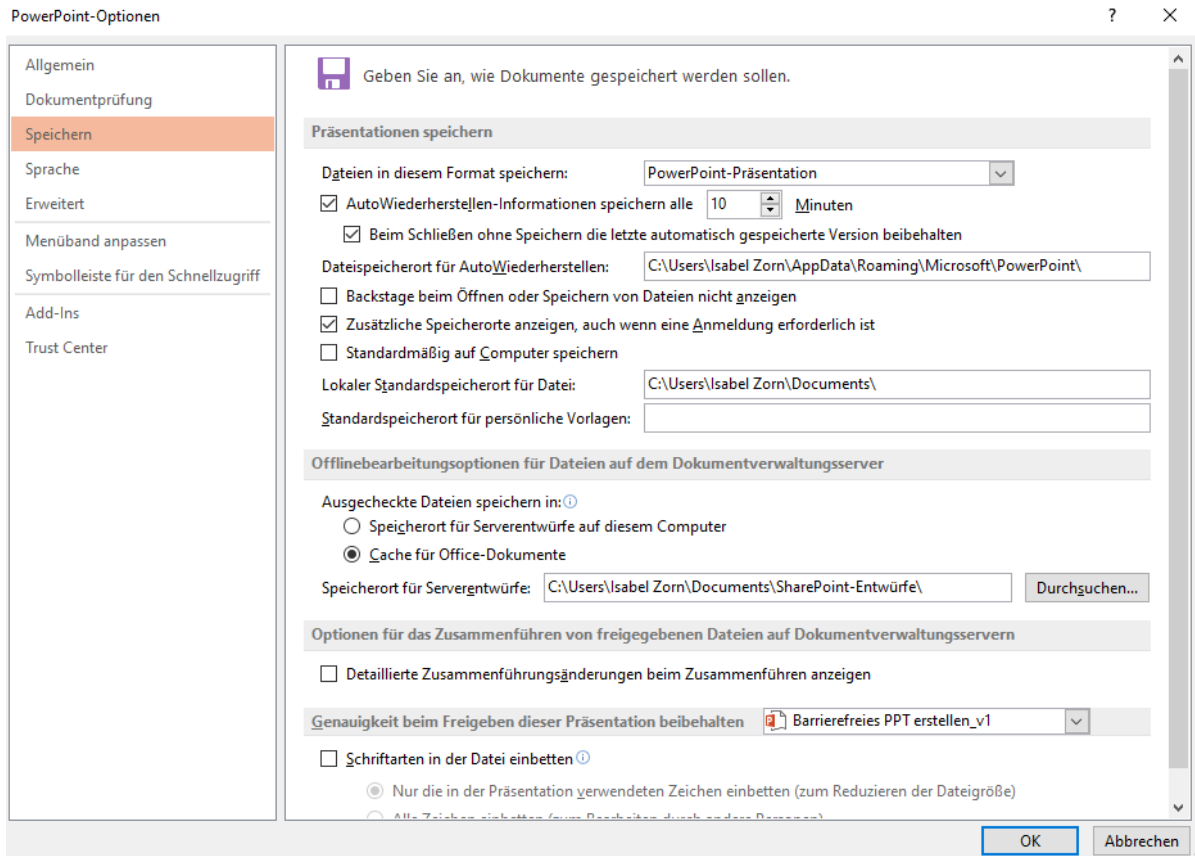 PowerPoint-Optionen
?
Allgemein
Dokumentprüfung
Speichern
Sprache
Erweitert
Menüband anpassen
Symbolleiste für den Schnellzugriff
Add-Ins
Trust Center
Geben Sie an, wie Dokumente gespeichert werden sollen.
Präsentationen speichern
Dateien in diesem Format speichern: PowerPoint-Präsentation
AutoWiederherstellen-Informationen speichern alle 10 Minuten
Beim Schließen ohne Speichern die letzte automatisch gespeicherte Version beibehalten
Dateispeicherort für AutoWiederherstellen: C:\Users\Isabel Zorn\AppData\Roaming\Microsoft\PowerPoint\
Backstage beim Öffnen oder Speichern von Dateien nicht anzeigen
Zusätzliche Speicherorte anzeigen, auch wenn eine Anmeldung erforderlich ist
Standardmäßig auf Computer speichern
Lokaler Standardspeicherort für Datei: C:\Users\Isabel Zorn\Documents\
Standardspeicherort für persönliche Vorlagen:
Offlinebearbeitungsoptionen für Dateien auf dem Dokumentverwaltungsserver
Ausgecheckte Dateien speichern in:
Speicherort für Serverentwürfe auf diesem Computer
Cache für Office-Dokumente
Speicherort für Serverentwürfe: C:\Users\Isabel Zorn\Documents\SharePoint-Entwürfe\ Durchsuchen...
Optionen für das Zusammenführen von freigegebenen Dateien auf Dokumentverwaltungsservern
Detaillierte Zusammenführungsänderungen beim Zusammenführen anzeigen
Genauigkeit beim Freigeben dieser Präsentation beibehalten Barrierefreies PPT erstellen_v1
Schriftarten in der Datei einbetten
Nur die in der Präsentation verwendeten Zeichen einbetten (zum Reduzieren der Dateigröße)
Alle Zeichen einbetten (zum Bearbeiten durch andere Personen)
OK Abbrechen